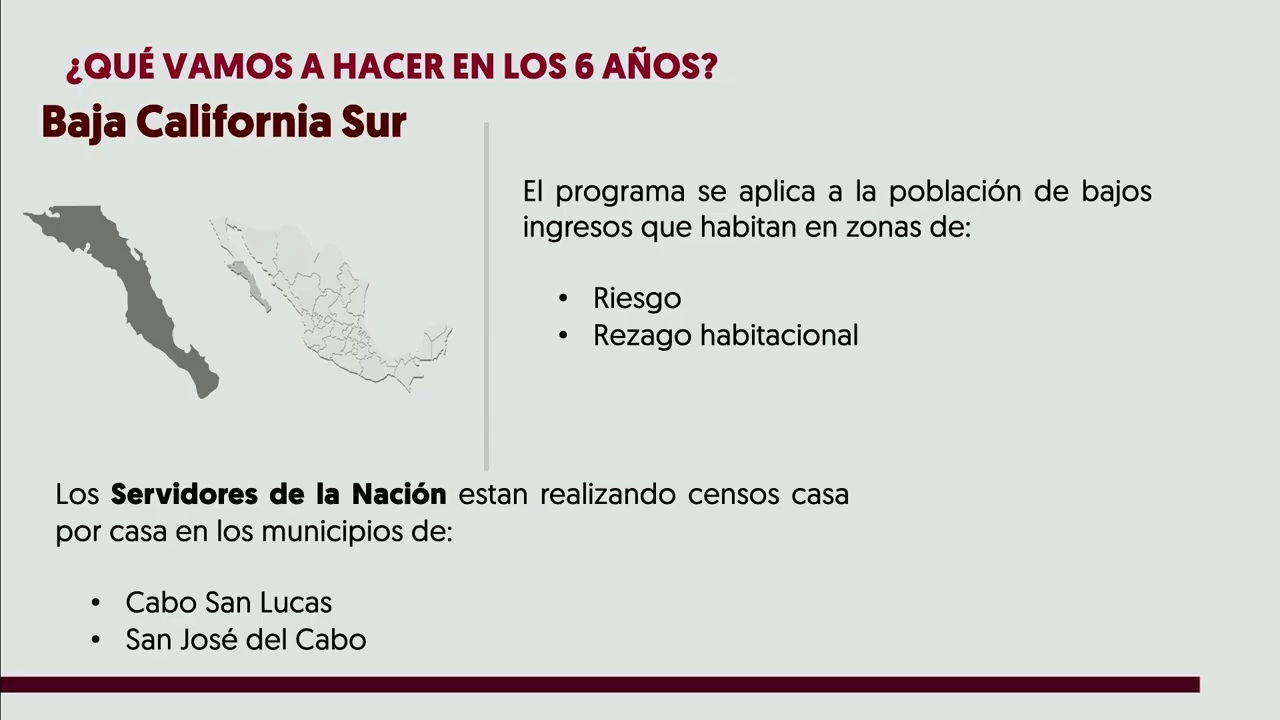 ¿QUÉ VAMOS A HACER EN LOS 6 AÑOS?
Baja California Sur
El programa se aplica a la población de bajos
ingresos que habitan en zonas de:
• Riesgo
• Rezago habitacional
Los Servidores de la Nación estan realizando censos casa
por casa en los municipios de:
• Cabo San Lucas
• San José del Cabo